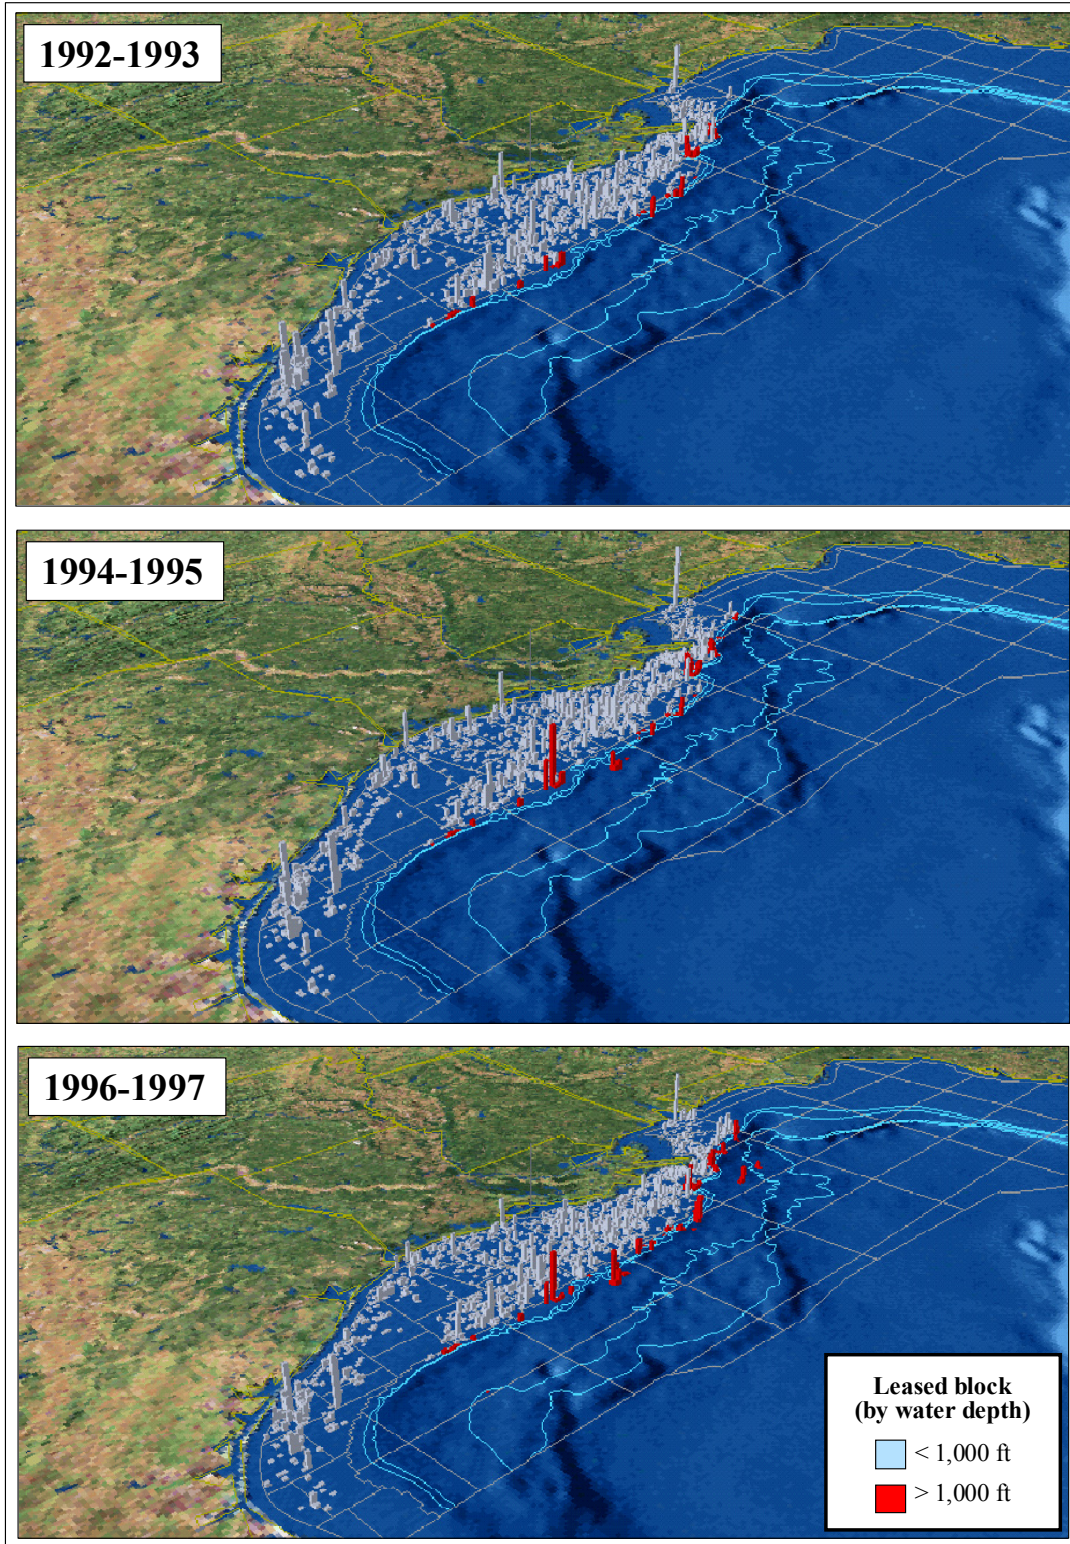 1992-1993
1994-1995
1996-1997
Leased block
(by water depth)
< 1,000 ft
> 1,000 ft